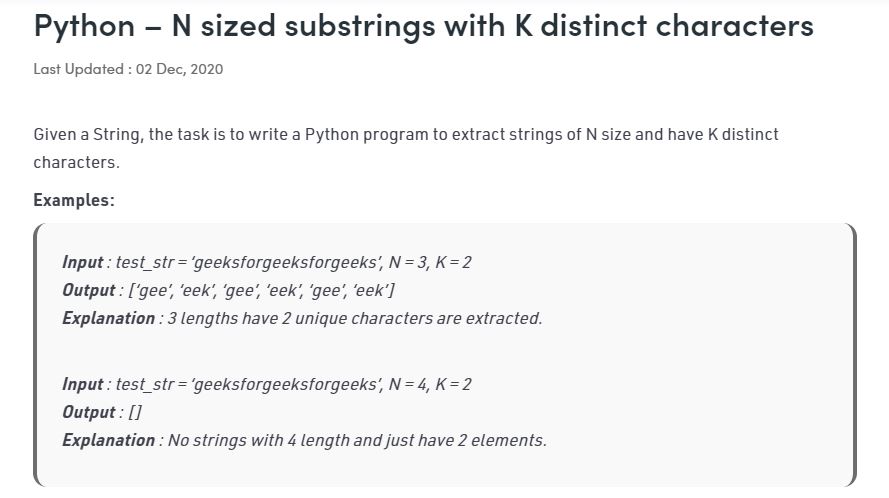 Python – N sized substrings with K distinct characters
Last Updated : 02 Dec, 2020
Given a String, the task is to write a Python program to extract strings of N size and have K distinct
characters.
Examples:
Input : test_str = ‘geeksforgeeksforgeeks’, N = 3, K = 2
Output : [‘gee’, ‘eek’, ‘gee’, ‘eek’, ‘gee’, ‘eek’]
Explanation : 3 lengths have 2 unique characters are extracted.
Input : test_str = ‘geeksforgeeksforgeeks’, N = 4, K = 2
Output : []
Explanation : No strings with 4 length and just have 2 elements.